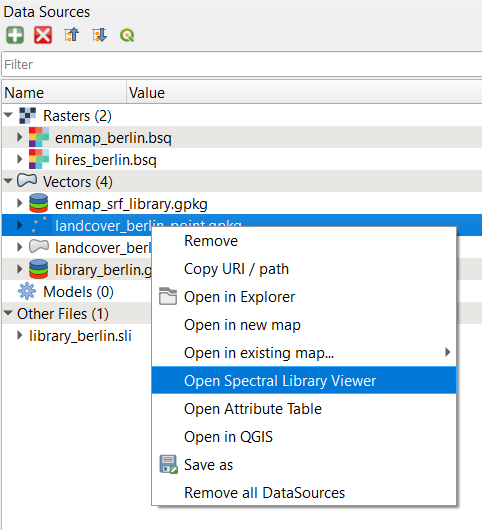 Data Sources
Filter
Name Value
Rasters (2)
enmap_berlin.bsq
hires_berlin.bsq
Vectors (4)
enmap_srf_library.gpkg
landcover_berlin_point.gpkg
landcover_berl
library_berlin.g
Models (0)
Other Files (1)
library_berlin.sli
Remove
Copy URI / path
Open in Explorer
Open in new map
Open in existing map...
Open Spectral Library Viewer
Open Attribute Table
Open in QGIS
Save as
Remove all DataSources